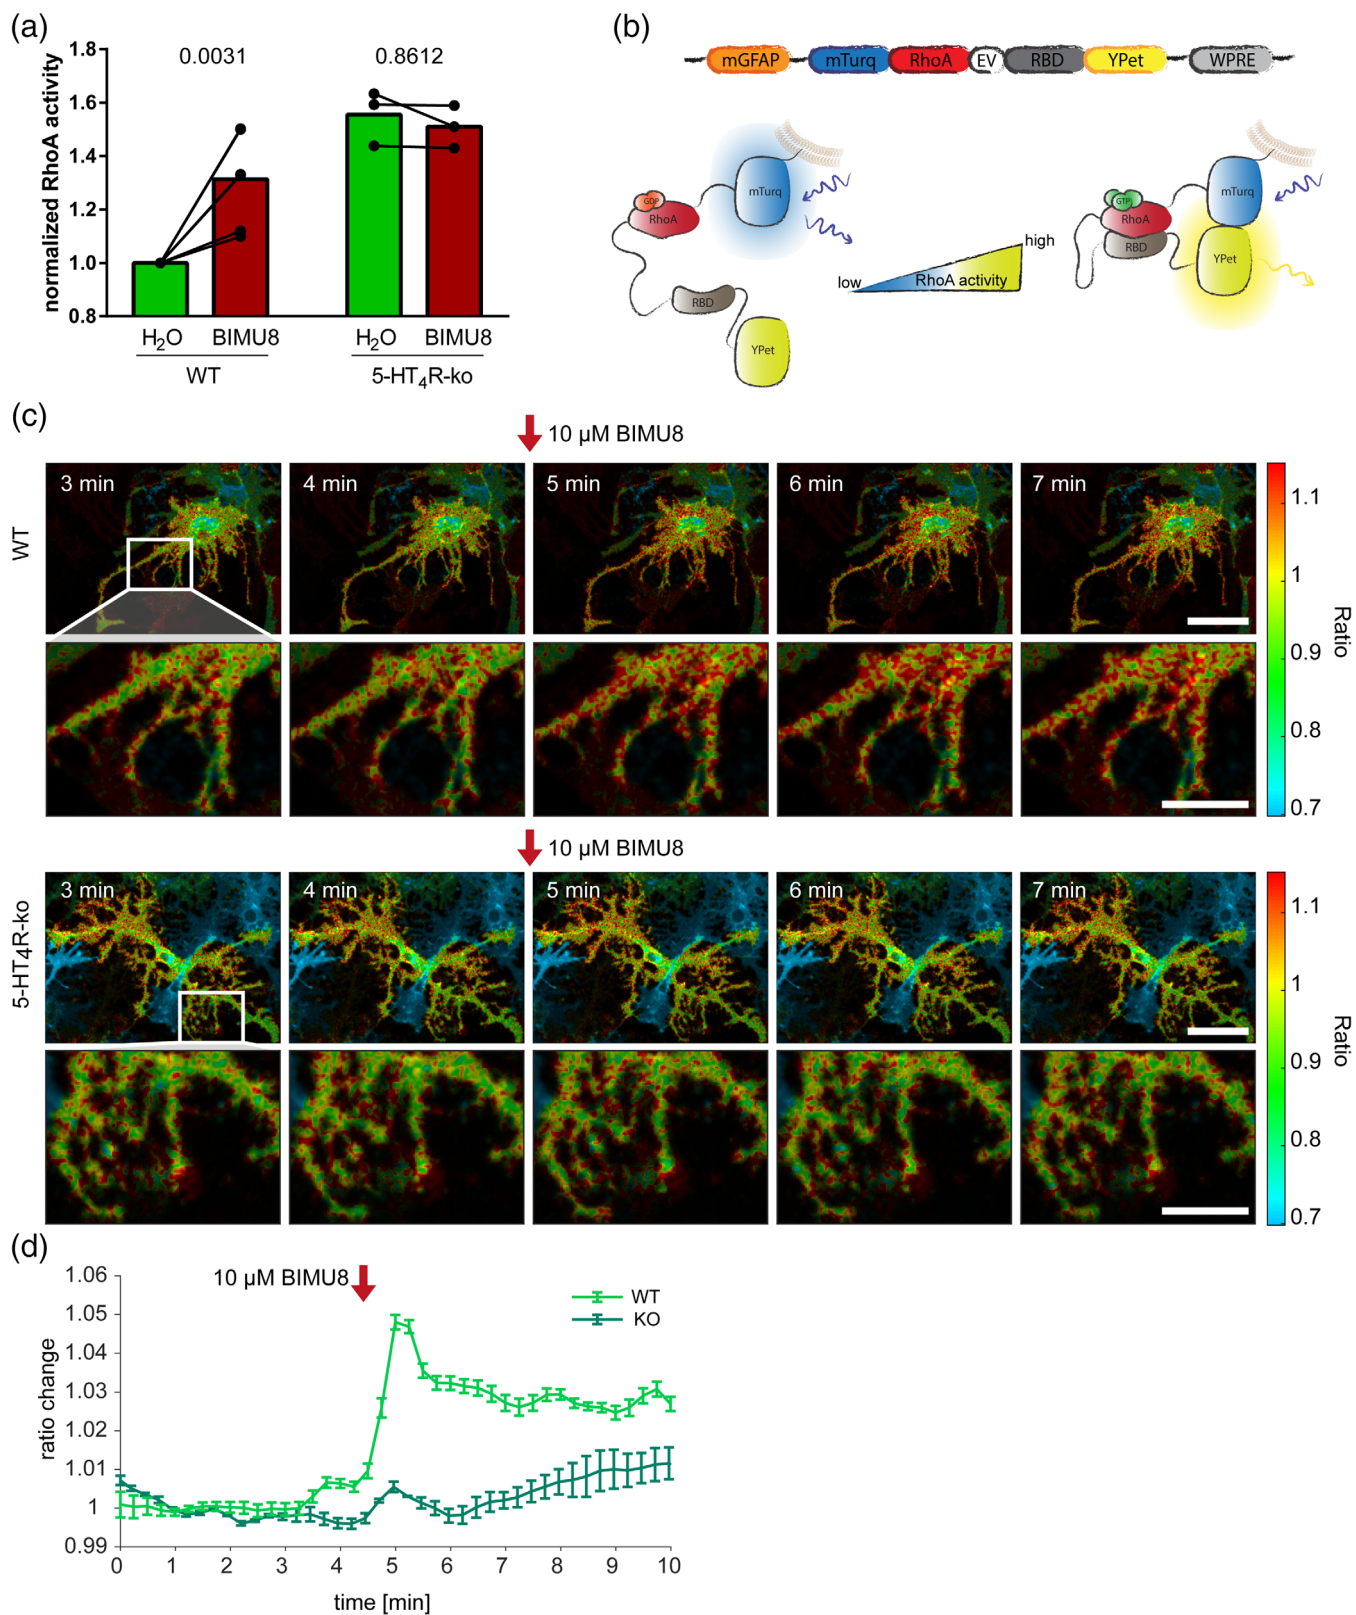 (a)
normalized RhoA activity
1.8
1.6
1.4
1.2
1.0
0.8
0.0031
0.8612
H₂O BIMU8 H₂O BIMU8
WT 5-HT₄R-ko
(b)
mGFAP mTurq RhoA EV RBD YPet WPRE
mTurq
GDP
RhoA
RBD
YPet
low RhoA activity high
mTurq
GTP
RhoA
RBD
YPet
(c)
10 µM BIMU8
WT
3 min 4 min 5 min 6 min 7 min
1.1
1
0.9
0.8
0.7
Ratio
10 µM BIMU8
5-HT4R-ko
3 min 4 min 5 min 6 min 7 min
1.1
1
0.9
0.8
0.7
Ratio
(d)
10 µM BIMU8
WT
KO
ratio change
1.06
1.05
1.04
1.03
1.02
1.01
1
0.99
0 1 2 3 4 5 6 7 8 9 10
time [min]